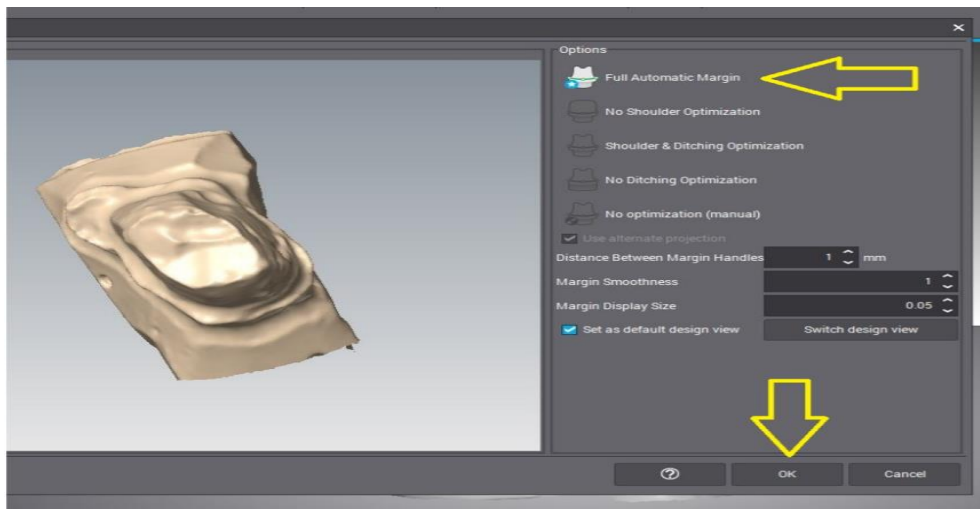 Options
Full Automatic Margin
No Shoulder Optimization
Shoulder & Ditching Optimization
No Ditching Optimization
No optimization (manual)
Use alternate projection
Distance Between Margin Handles 1 mm
Margin Smoothness 1
Margin Display Size 0.05
Set as default design view Switch design view
? OK Cancel